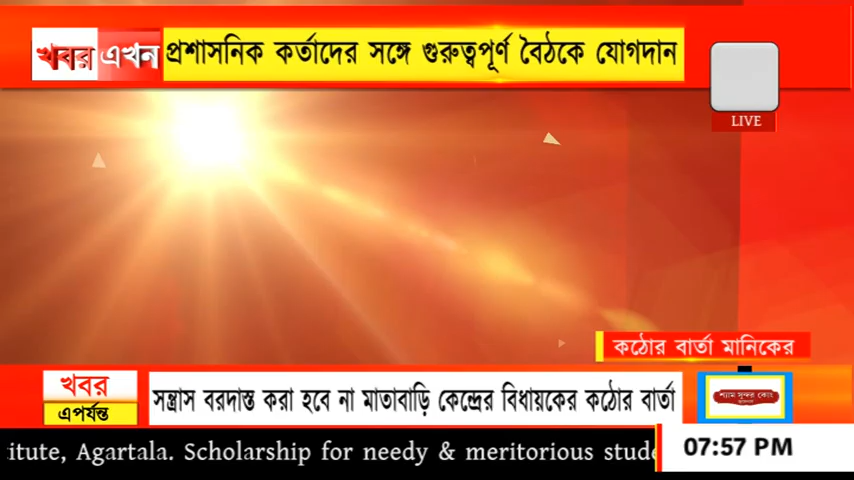 খবর এখন প্রশাসনিক কর্তাদের সঙ্গে গুরুত্বপূর্ণ বৈঠকে যোগদান
LIVE
কঠোর বার্তা মানিকের
খবর
এপর্যন্ত
সন্ত্রাস বরদাস্ত করা হবে না মাতাবাড়ি কেন্দ্রের বিধায়কের কঠোর বার্তা
শ্যাম সুন্দর কোং
itute, Agartala. Scholarship for needy & meritorious stude
07:57 PM